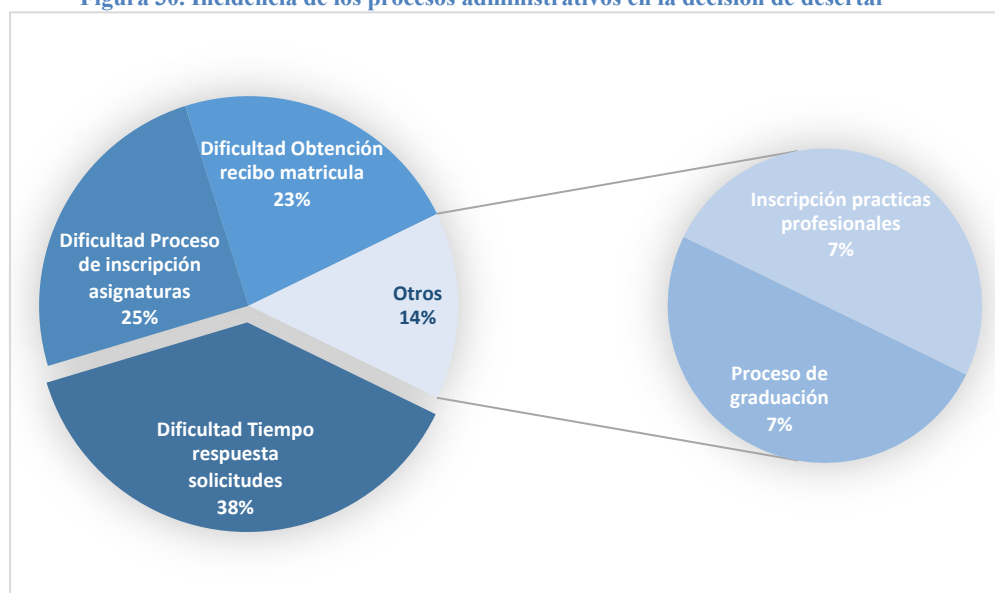 Figura 30. Incidencia de los procesos administrativos en la decisión de desertar
Dificultad Obtención
recibo matricula
23%
Dificultad Proceso
de inscripción
asignaturas
25%
Otros
14%
Dificultad Tiempo
respuesta
solicitudes
38%
Inscripción practicas
profesionales
7%
Proceso de
graduación
7%